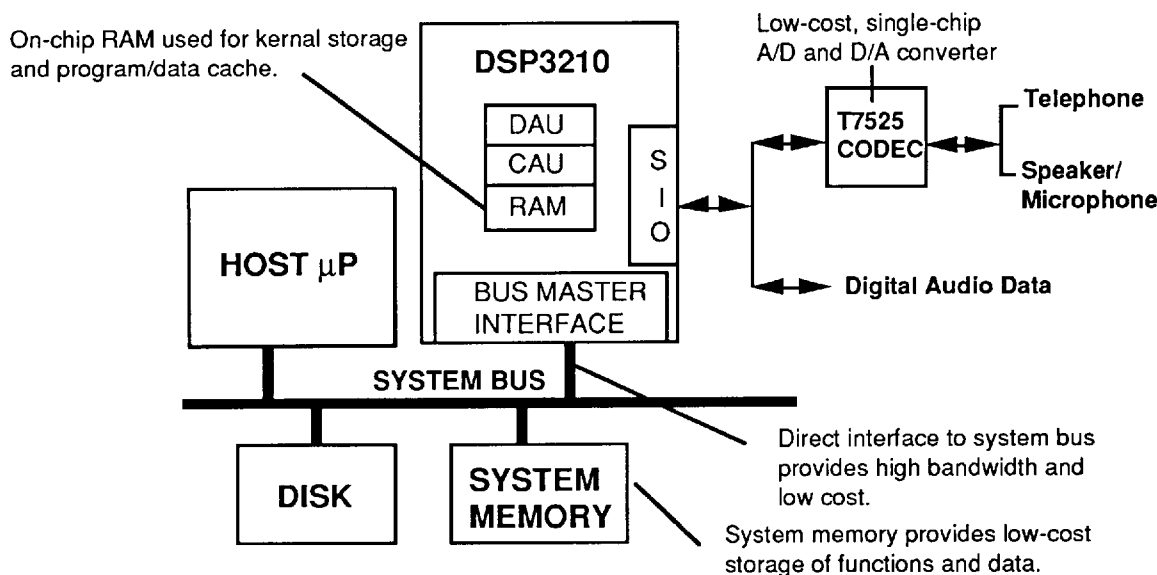 On-chip RAM used for kernal storage
and program/data cache.
DSP3210
DAU
CAU
RAM
S
I
O
BUS MASTER
INTERFACE
Low-cost, single-chip
A/D and D/A converter
T7525
CODEC
Telephone
Speaker/
Microphone
Digital Audio Data
HOST μP
SYSTEM BUS
DISK
SYSTEM
MEMORY
Direct interface to system bus
provides high bandwidth and
low cost.
System memory provides low-cost
storage of functions and data.